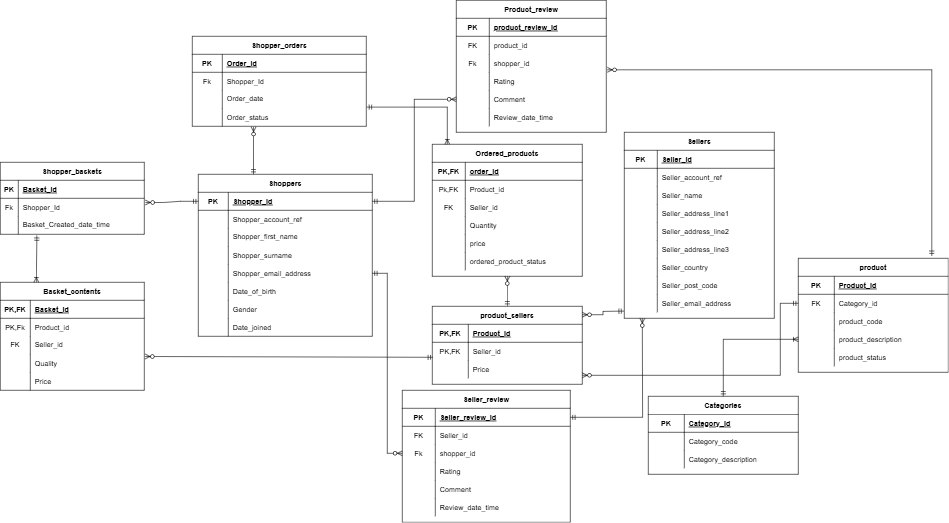 Product_review
PK product_review_id
FK product_id
Fk shopper_id
Rating
Comment
Review_date_time
Shopper_orders
PK Order_id
Fk Shopper_Id
Order_date
Order_status
Sellers
PK Seller_id
Seller_account_ref
Seller_name
Seller_address_line1
Seller_address_line2
Seller_address_line3
Seller_country
Seller_post_code
Seller_email_address
Ordered_products
PK,FK order_id
Pk,FK Product_id
FK Seller_id
Quantity
price
ordered_product_status
Shopper_baskets
PK Basket_id
Fk Shopper_Id
Basket_Created_date_time
Shoppers
PK Shopper_id
Shopper_account_ref
Shopper_first_name
Shopper_surname
Shopper_email_address
Date_of_birth
Gender
Date_joined
product
PK Product_id
FK Category_id
product_code
product_description
product_status
Basket_oontents
PK,FK Basket_id
PK,Fk Product_id
FK Seller_id
Quality
Price
product_sellers
PK,FK Product_id
PK,FK Seller_id
Price
Seller_review
PK Seller_review_id
FK Seller_id
Fk shopper_id
Rating
Comment
Review_date_time
Categories
PK Category_id
Category_code
Category_description